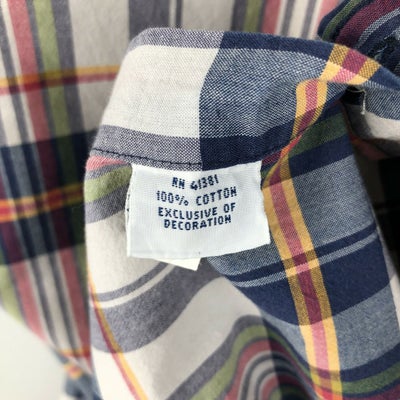 RN 41381
100% COTTON
EXCLUSIVE OF
DECORATION